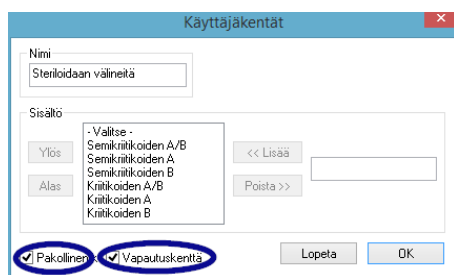 Käyttäjäkentät
Nimi
Steriloidaan välineitä
Sisältö
Ylös
Alas
- Valitse -
Semikriitikoiden A/B
Semikriitikoiden A
Semikriitikoiden B
Kriitikoiden A/B
Kriitikoiden A
Kriitikoiden B
<< Lisää
Poista >>
Pakollinen
Vapautuskenttä
Lopeta
OK